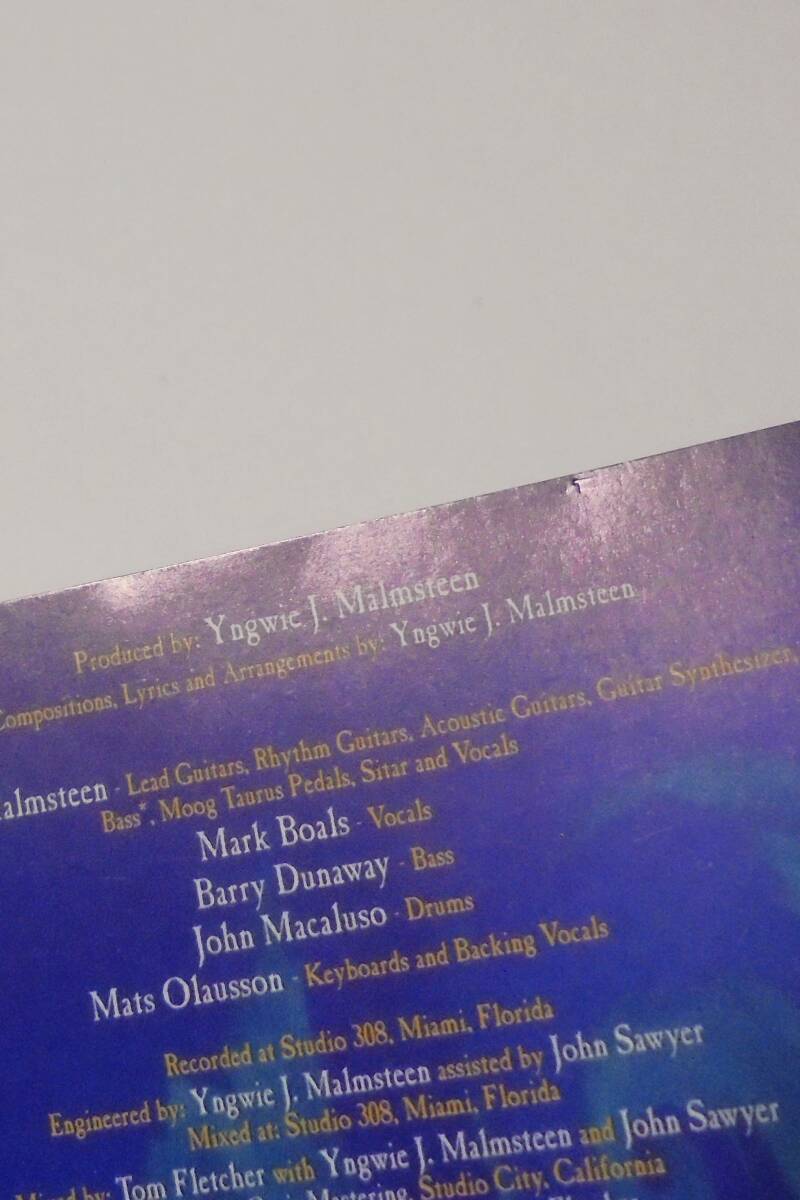 Produced by: Yngwie J. Malmsteen
Compositions, Lyrics and Arrangements by: Yngwie J. Malmsteen
Malmsteen - Lead Guitars, Rhythm Guitars, Acoustic Guitars, Guitar Synthesizer,
Bass*, Moog Taurus Pedals, Sitar and Vocals
Mark Boals - Vocals
Barry Dunaway - Bass
John Macaluso - Drums
Mats Olausson - Keyboards and Backing Vocals
Recorded at Studio 308, Miami, Florida
Engineered by: Yngwie J. Malmsteen assisted by John Sawyer
Mixed at: Studio 308, Miami, Florida
Mixed by: Tom Fletcher with Yngwie J. Malmsteen and John Sawyer
Mastering, Studio City, California